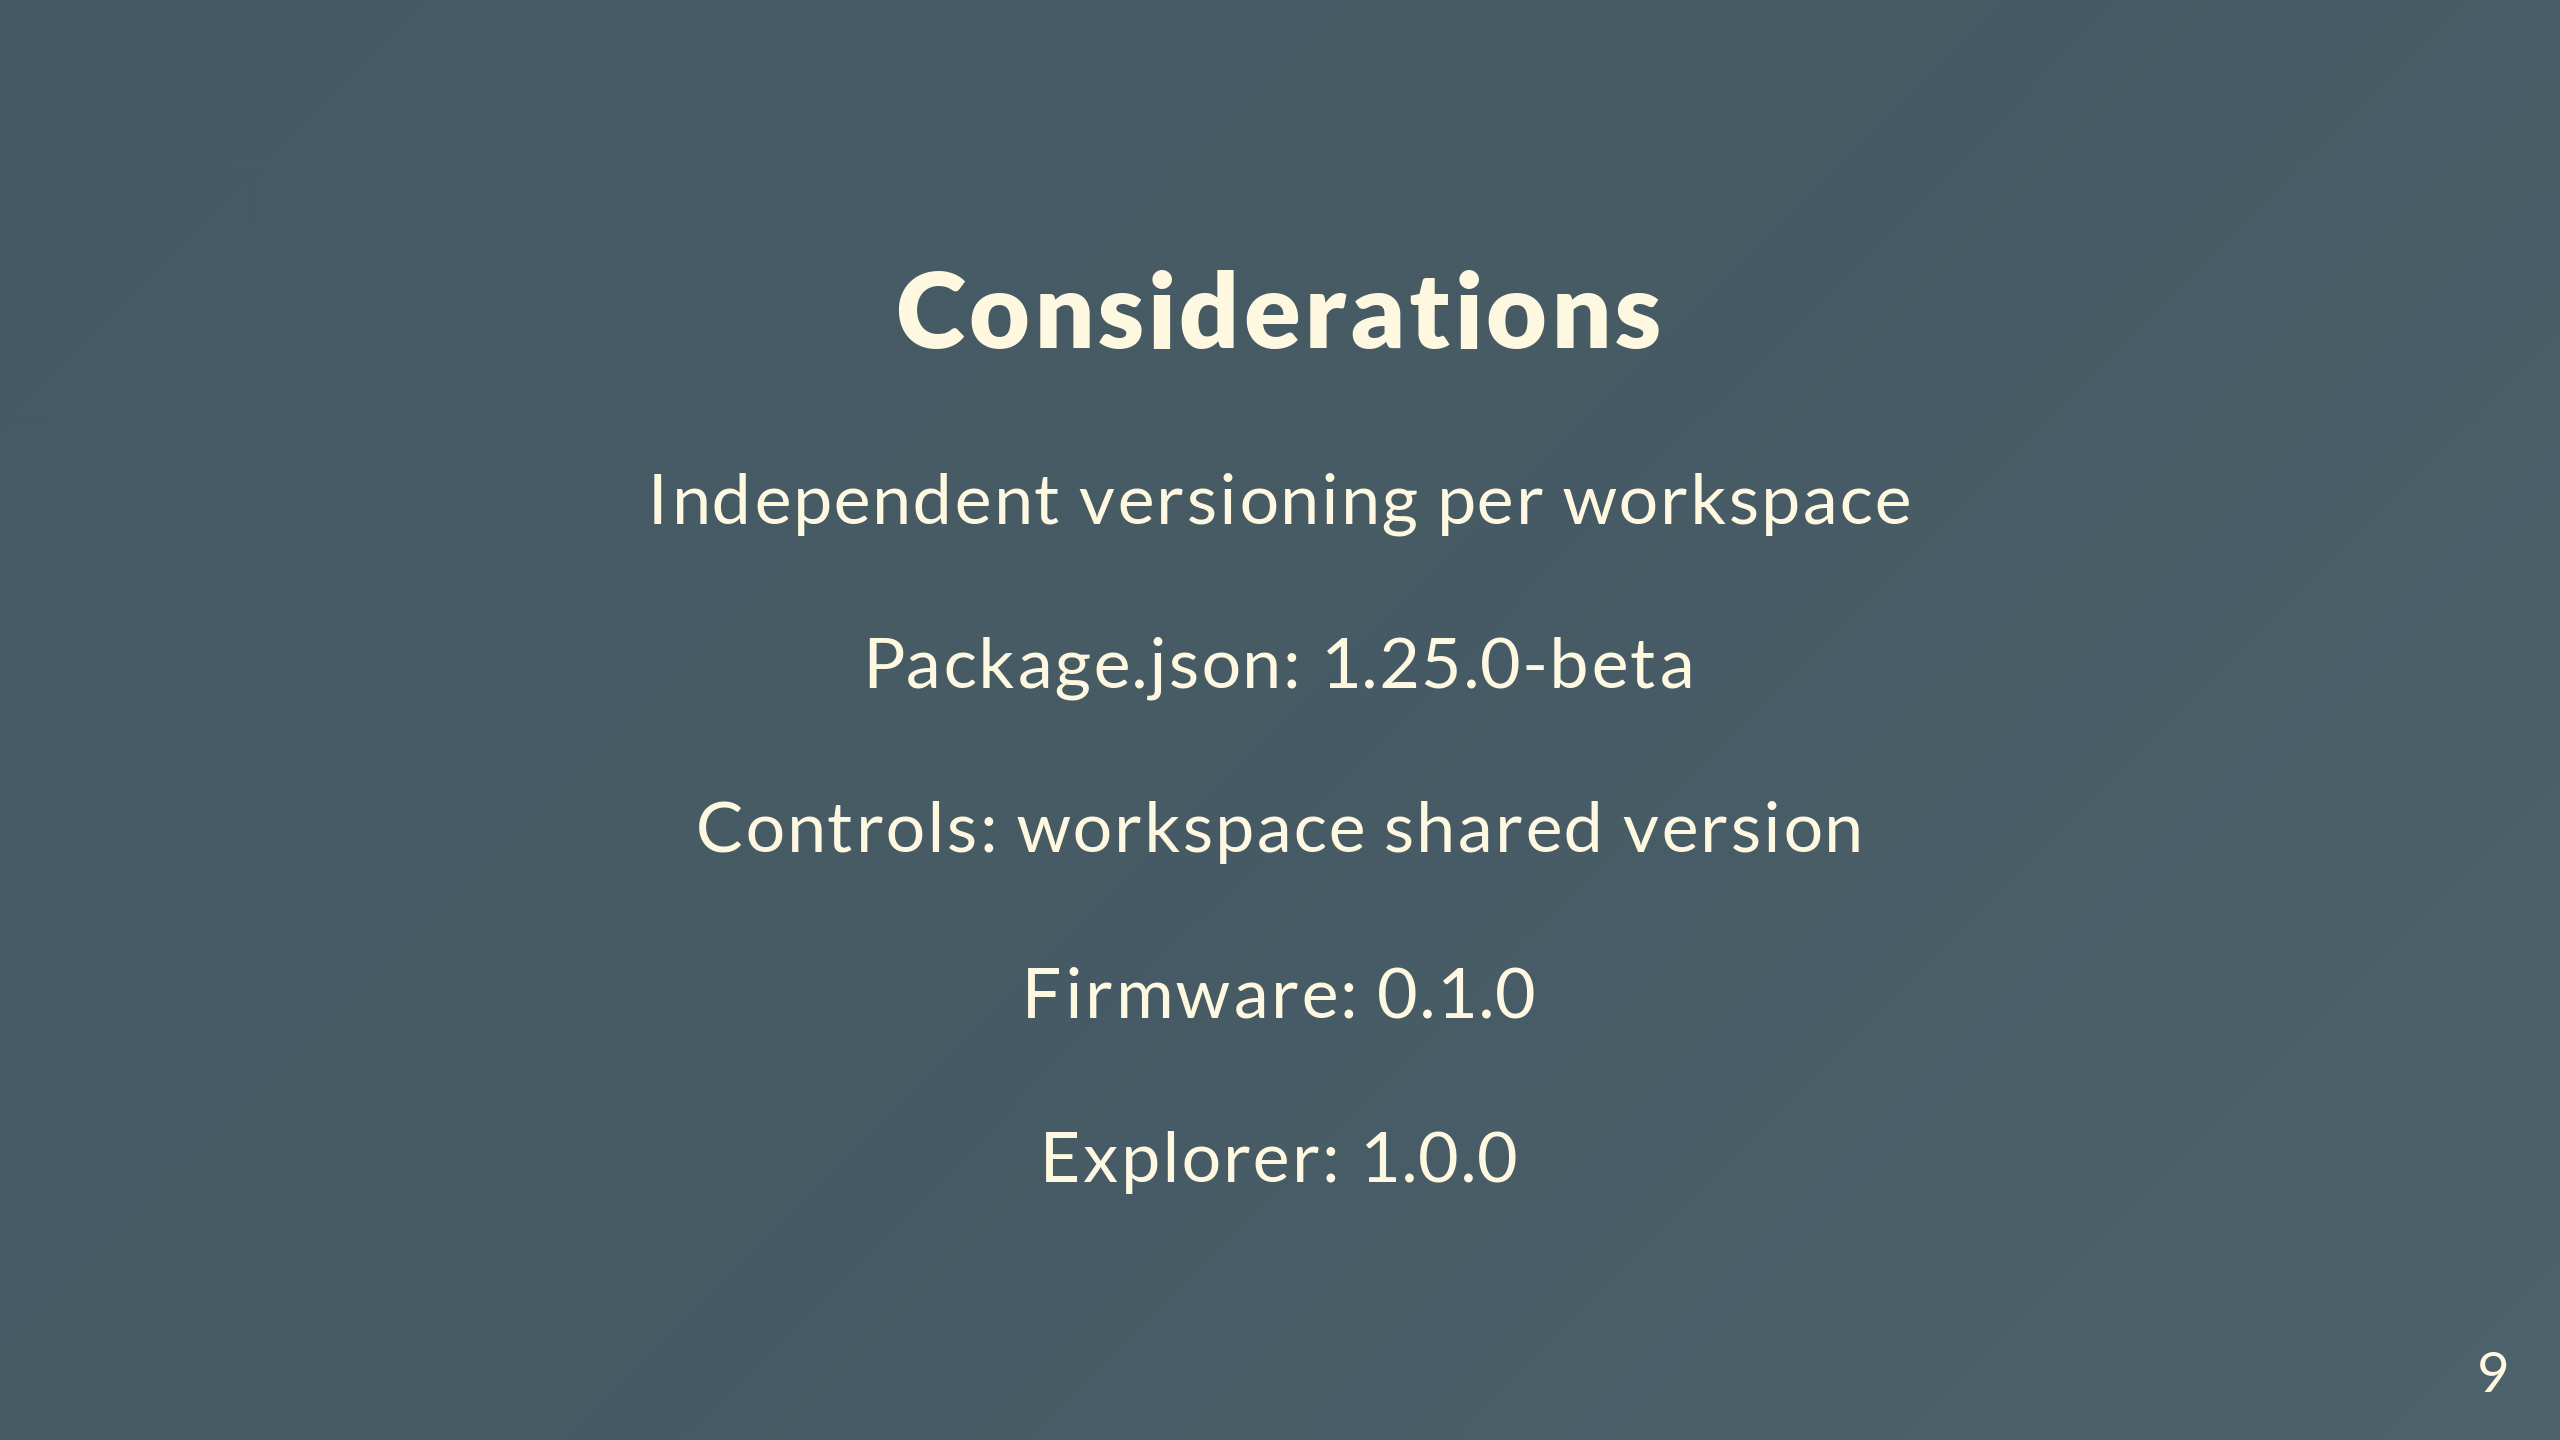 Considerations
Independent versioning per workspace
Package.json: 1.25.0-beta
Controls: workspace shared version
Firmware: 0.1.0
Explorer: 1.0.0
9